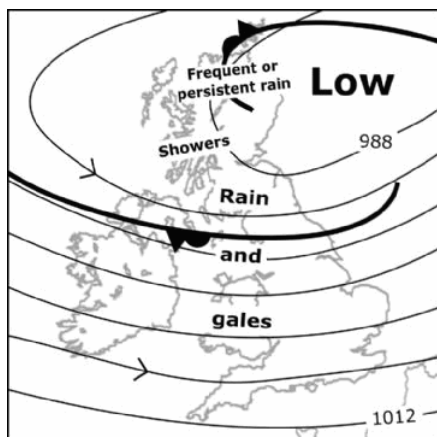 Frequent or
persistent rain
Low
988
Showers
Rain
and
gales
1012